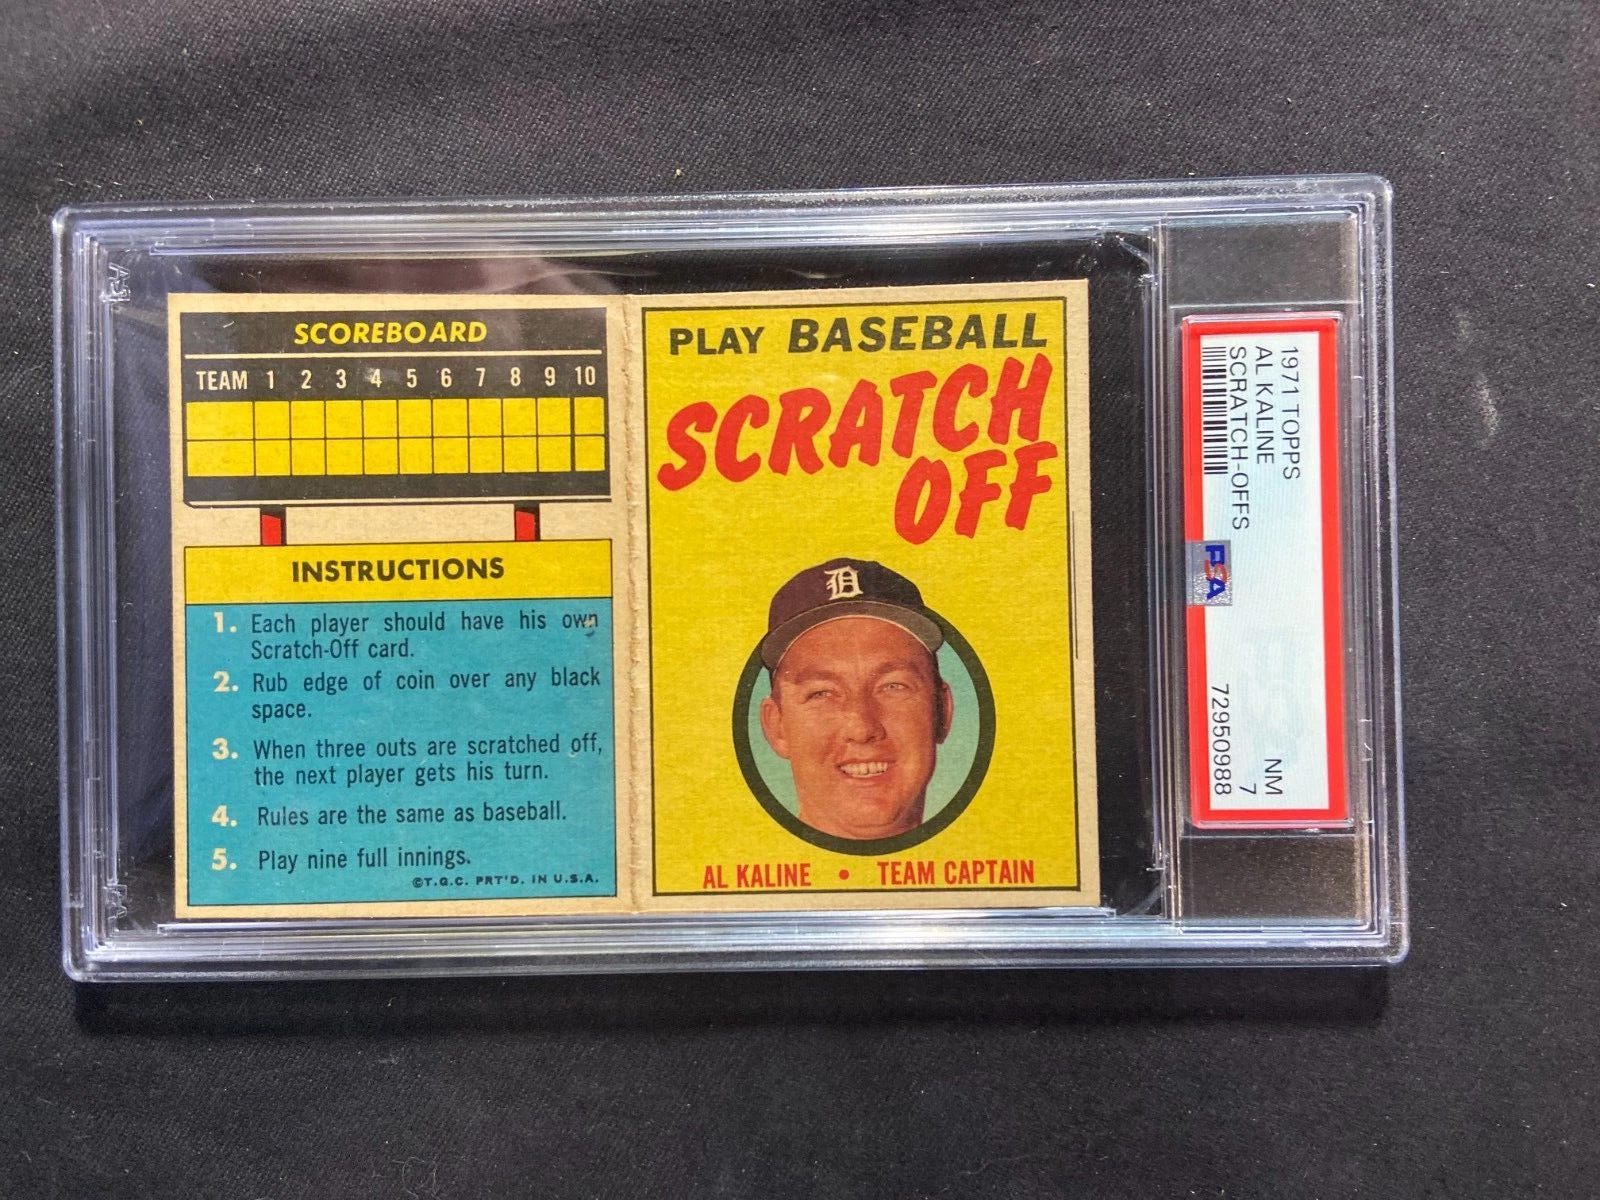 SCOREBOARD
TEAM 1 2 3 4 5 6 7 8 9 10
INSTRUCTIONS
1. Each player should have his own
Scratch-Off card.
2. Rub edge of coin over any black
space.
3. When three outs are scratched off,
the next player gets his turn.
4. Rules are the same as baseball.
5. Play nine full innings.
©T.G.C. PRT'D. IN U.S.A.
PLAY BASEBALL
SCRATCH
OFF
D
AL KALINE • TEAM CAPTAIN
1971 TOPPS
AL KALINE
SCRATCH-OFFS
NM
7
72950988
PSA